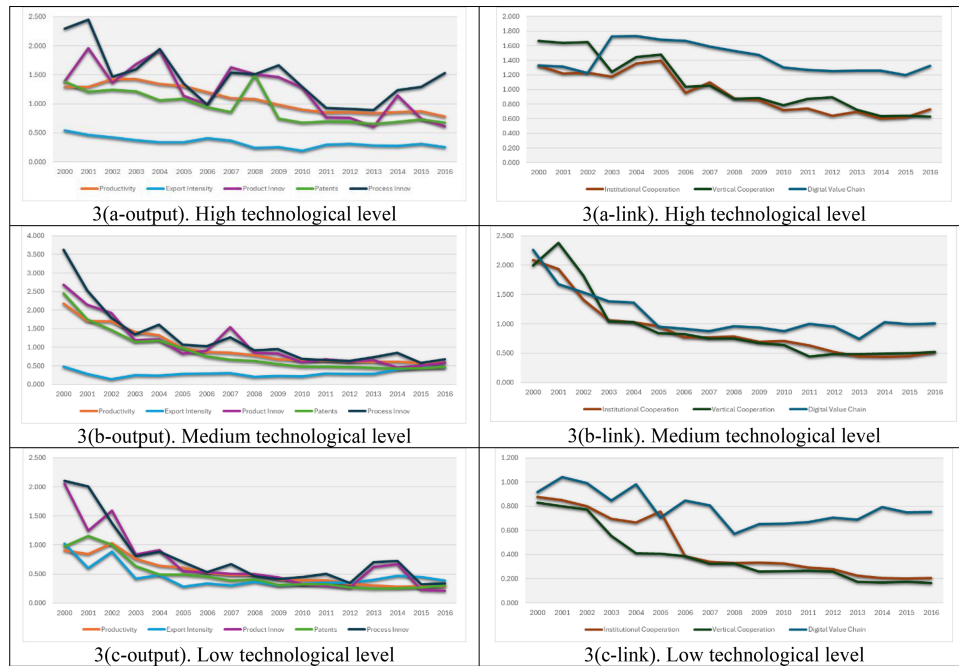 2.500
2.000
1.500
1.000
0.500
0.000
2000 2001 2002 2003 2004 2005 2006 2007 2008 2009 2010 2011 2012 2013 2014 2015 2016
Productivity Export Intensity Product Innov Patents Process Innov
3(a-output). High technological level
2.000
1.800
1.600
1.400
1.200
1.000
0.800
0.600
0.400
0.200
0.000
2000 2001 2002 2003 2004 2005 2006 2007 2008 2009 2010 2011 2012 2013 2014 2015 2016
Institutional Cooperation Vertical Cooperation Digital Value Chain
3(a-link). High technological level
4.000
3.500
3.000
2.500
2.000
1.500
1.000
0.500
0.000
2000 2001 2002 2003 2004 2005 2006 2007 2008 2009 2010 2011 2012 2013 2014 2015 2016
Productivity Export Intensity Product Innov Patents Process Innov
3(b-output). Medium technological level
2.500
2.000
1.500
1.000
0.500
0.000
2000 2001 2002 2003 2004 2005 2006 2007 2008 2009 2010 2011 2012 2013 2014 2015 2016
Institutional Cooperation Vertical Cooperation Digital Value Chain
3(b-link). Medium technological level
2.500
2.000
1.500
1.000
0.500
0.000
2000 2001 2002 2003 2004 2005 2006 2007 2008 2009 2010 2011 2012 2013 2014 2015 2016
Productivity Export Intensity Product Innov Patents Process Innov
3(c-output). Low technological level
1.200
1.000
0.800
0.600
0.400
0.200
0.000
2000 2001 2002 2003 2004 2005 2006 2007 2008 2009 2010 2011 2012 2013 2014 2015 2016
Institutional Cooperation Vertical Cooperation Digital Value Chain
3(c-link). Low technological level